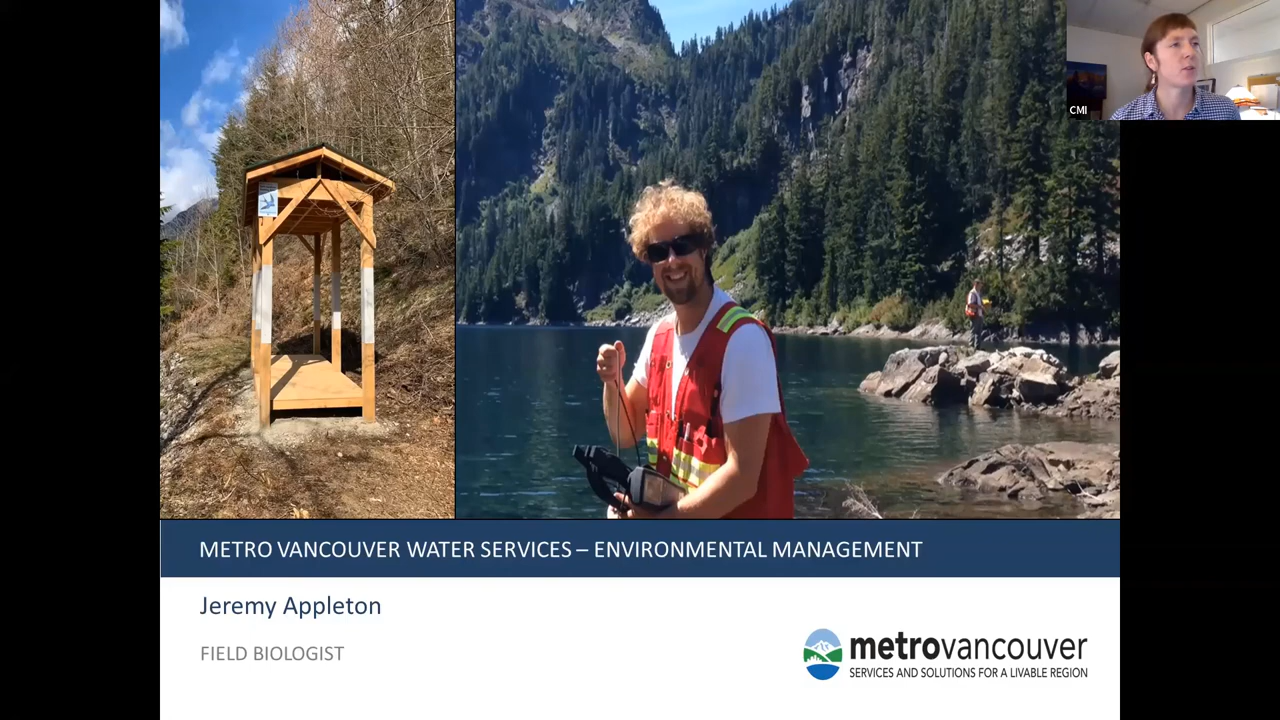 CMI
METRO VANCOUVER WATER SERVICES – ENVIRONMENTAL MANAGEMENT
Jeremy Appleton
FIELD BIOLOGIST
metrovancouver
SERVICES AND SOLUTIONS FOR A LIVABLE REGION